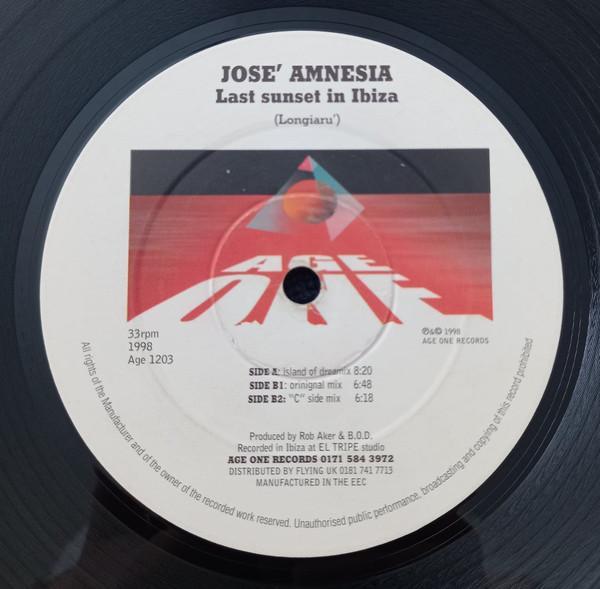 JOSE' AMNESIA
Last sunset in Ibiza
(Longiaru')
AGE
ONE
33rpm
1998
Age 1203
℗&© 1998
AGE ONE RECORDS
SIDE A: island of dreamix 8:20
SIDE B1: orinignal mix 6:48
SIDE B2: "C" side mix 6:18
Produced by Rob Aker & B.O.D.
Recorded in Ibiza at EL TRIPE studio
AGE ONE RECORDS 0171 584 3972
DISTRIBUTED BY FLYING UK 0181 741 7713
MANUFACTURED IN THE EEC
All rights of the Manufacturer and of the owner of the recorded work reserved. Unauthorised public performance, broadcasting and copying of this record prohibited